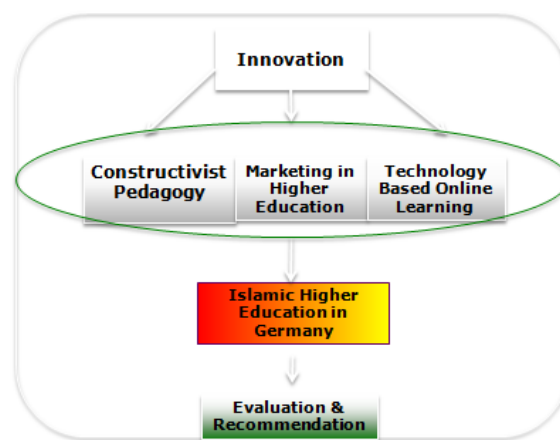 Innovation
Constructivist
Pedagogy
Marketing in
Higher
Education
Technology
Based Online
Learning
Islamic Higher
Education in
Germany
Evaluation &
Recommendation